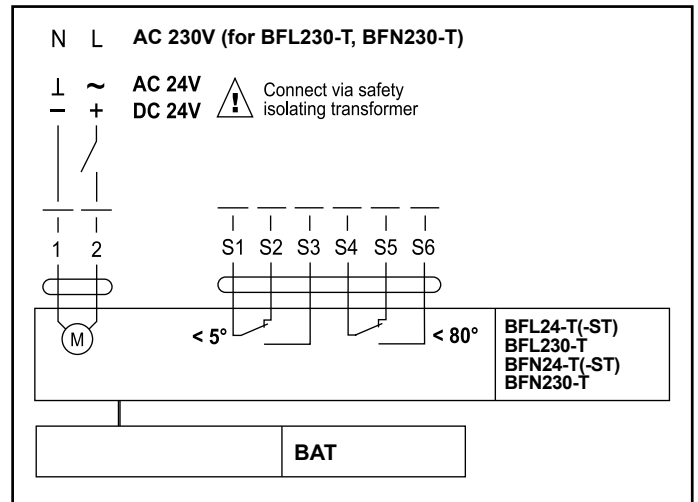 N L AC 230V (for BFL230-T, BFN230-T)
⊥ ~ AC 24V
− + DC 24V
! Connect via safety
isolating transformer
1 2 S1 S2 S3 S4 S5 S6
M
< 5°
< 80°
BFL24-T(-ST)
BFL230-T
BFN24-T(-ST)
BFN230-T
BAT